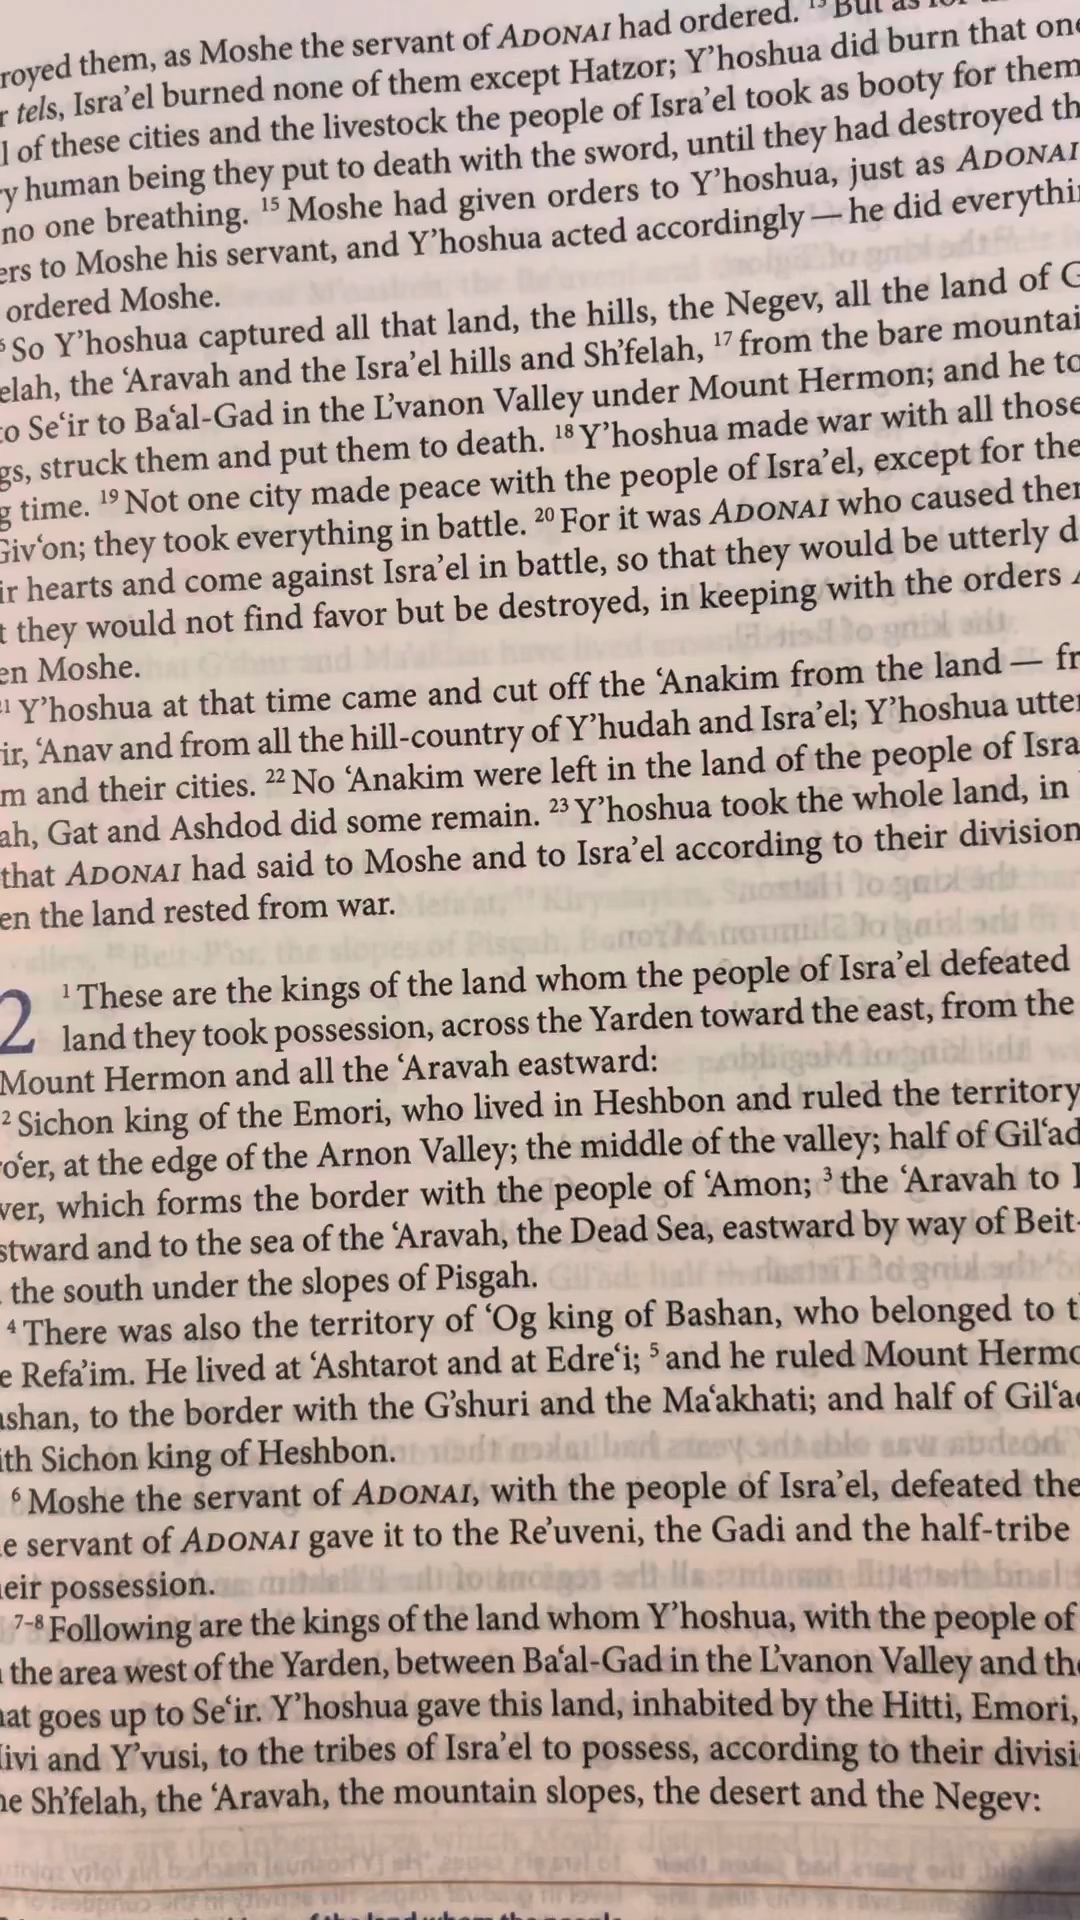 royed them, as Moshe the servant of ADONAI had ordered. 13 But as for
r tels, Isra’el burned none of them except Hatzor; Y’hoshua did burn that one
l of these cities and the livestock the people of Isra’el took as booty for them
ry human being they put to death with the sword, until they had destroyed th
no one breathing. 15 Moshe had given orders to Y’hoshua, just as ADONAI
ers to Moshe his servant, and Y’hoshua acted accordingly — he did everythi
ordered Moshe.
6 So Y’hoshua captured all that land, the hills, the Negev, all the land of G
elah, the ‘Aravah and the Isra’el hills and Sh’felah, 17 from the bare mountai
to Se‘ir to Ba‘al-Gad in the L’vanon Valley under Mount Hermon; and he to
gs, struck them and put them to death. 18 Y’hoshua made war with all those
g time. 19 Not one city made peace with the people of Isra’el, except for the
Giv‘on; they took everything in battle. 20 For it was ADONAI who caused ther
ir hearts and come against Isra’el in battle, so that they would be utterly d
t they would not find favor but be destroyed, in keeping with the orders A
en Moshe.
21 Y’hoshua at that time came and cut off the ‘Anakim from the land — fr
ir, ‘Anav and from all the hill-country of Y’hudah and Isra’el; Y’hoshua utter
m and their cities. 22 No ‘Anakim were left in the land of the people of Isra
ah, Gat and Ashdod did some remain. 23 Y’hoshua took the whole land, in
that ADONAI had said to Moshe and to Isra’el according to their division
en the land rested from war.
2 1 These are the kings of the land whom the people of Isra’el defeated
land they took possession, across the Yarden toward the east, from the
Mount Hermon and all the ‘Aravah eastward:
2 Sichon king of the Emori, who lived in Heshbon and ruled the territory
ro‘er, at the edge of the Arnon Valley; the middle of the valley; half of Gil‘ad
ver, which forms the border with the people of ‘Amon; 3 the ‘Aravah to
stward and to the sea of the ‘Aravah, the Dead Sea, eastward by way of Beit-
the south under the slopes of Pisgah.
4 There was also the territory of ‘Og king of Bashan, who belonged to t
e Refa’im. He lived at ‘Ashtarot and at Edre‘i; 5 and he ruled Mount Hermo
ashan, to the border with the G’shuri and the Ma‘akhati; and half of Gil‘a
ith Sichon king of Heshbon.
6 Moshe the servant of ADONAI, with the people of Isra’el, defeated the
e servant of ADONAI gave it to the Re’uveni, the Gadi and the half-tribe
eir possession.
7-8 Following are the kings of the land whom Y’hoshua, with the people of
the area west of the Yarden, between Ba‘al-Gad in the L’vanon Valley and the
hat goes up to Se‘ir. Y’hoshua gave this land, inhabited by the Hitti, Emori,
Hivi and Y’vusi, to the tribes of Isra’el to possess, according to their divisi
he Sh’felah, the ‘Aravah, the mountain slopes, the desert and the Negev: